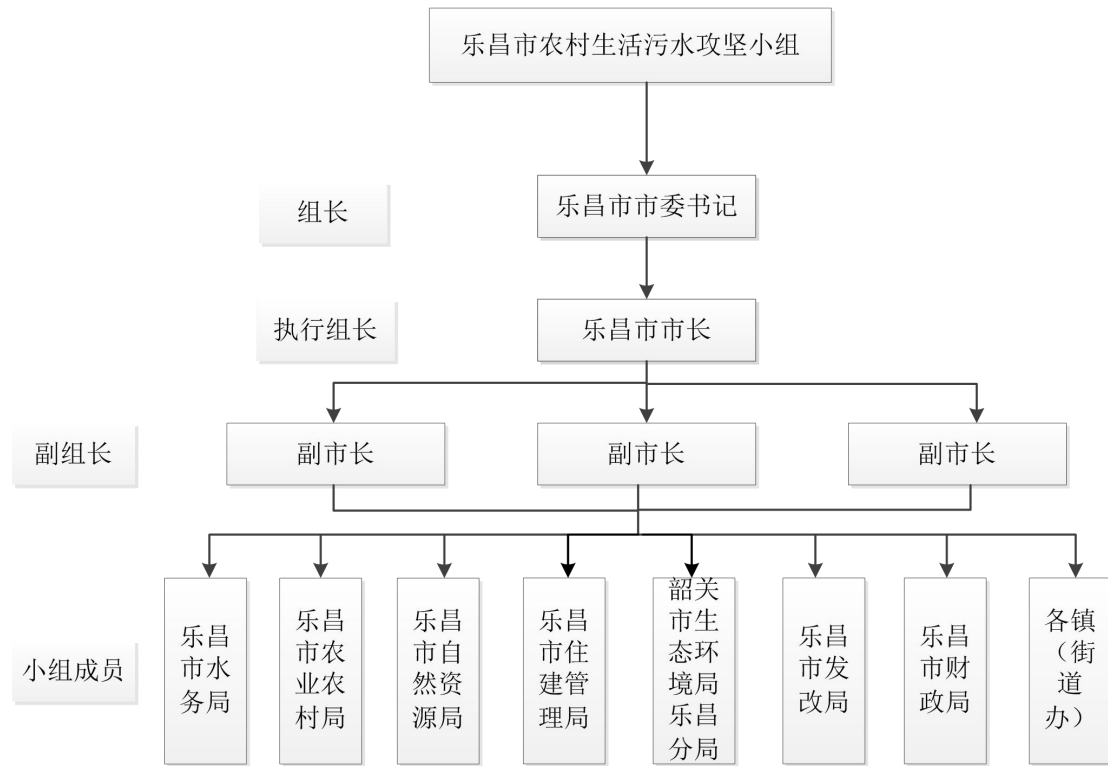 乐昌市农村生活污水攻坚小组
组长
乐昌市市委书记
执行组长
乐昌市市长
副组长
副市长
副市长
副市长
小组成员
乐昌
市水
务局
乐昌
市农
业农
村局
乐昌
市自
然资
源局
乐昌
市住
建管
理局
韶关
市生
态环
境局
乐昌
分局
乐昌
市发
改局
乐昌
市财
政局
各镇
（街
道
办）